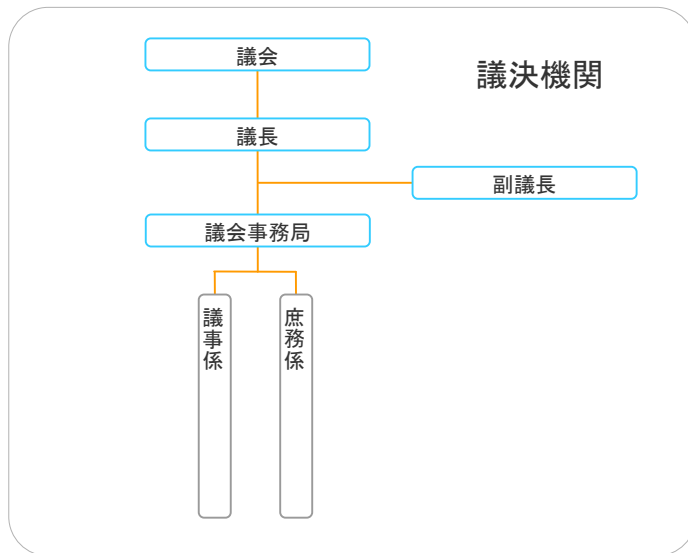 議会
議決機関
議長
副議長
議会事務局
議事係
庶務係